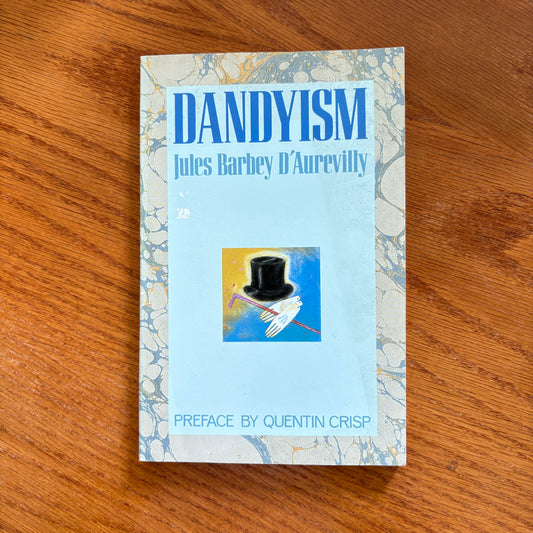 DANDYISM
Jules Barbey D'Aurevilly
PREFACE BY QUENTIN CRISP